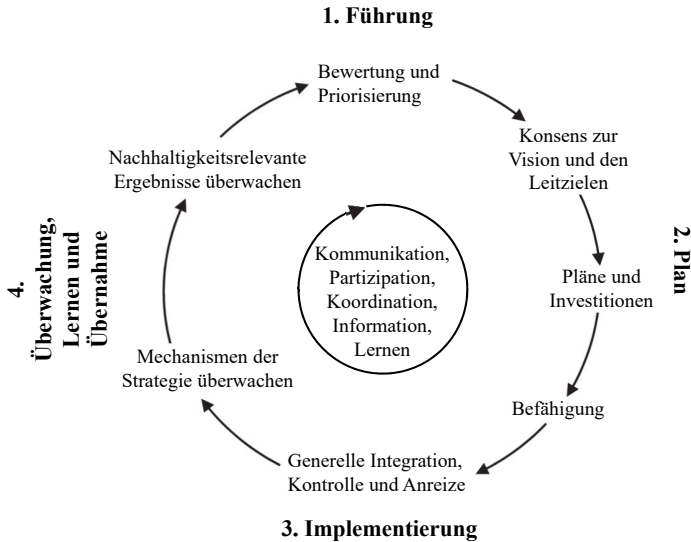 1. Führung
Bewertung und
Priorisierung
Konsens zur
Vision und den
Leitzielen
2. Plan
Pläne und
Investitionen
Befähigung
Generelle Integration,
Kontrolle und Anreize
3. Implementierung
Mechanismen der
Strategie überwachen
4.
Überwachung,
Lernen und
Übernahme
Nachhaltigkeitsrelevante
Ergebnisse überwachen
Kommunikation,
Partizipation,
Koordination,
Information,
Lernen